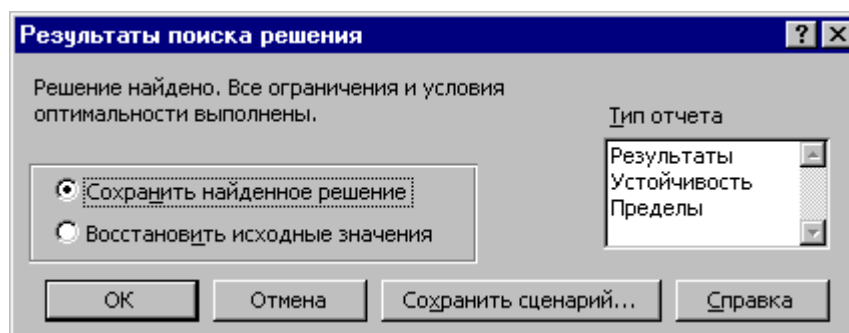 Результаты поиска решения
Решение найдено. Все ограничения и условия
оптимальности выполнены.
Тип отчета
Результаты
Устойчивость
Пределы
Сохранить найденное решение
Восстановить исходные значения
ОК
Отмена
Сохранить сценарий...
Справка